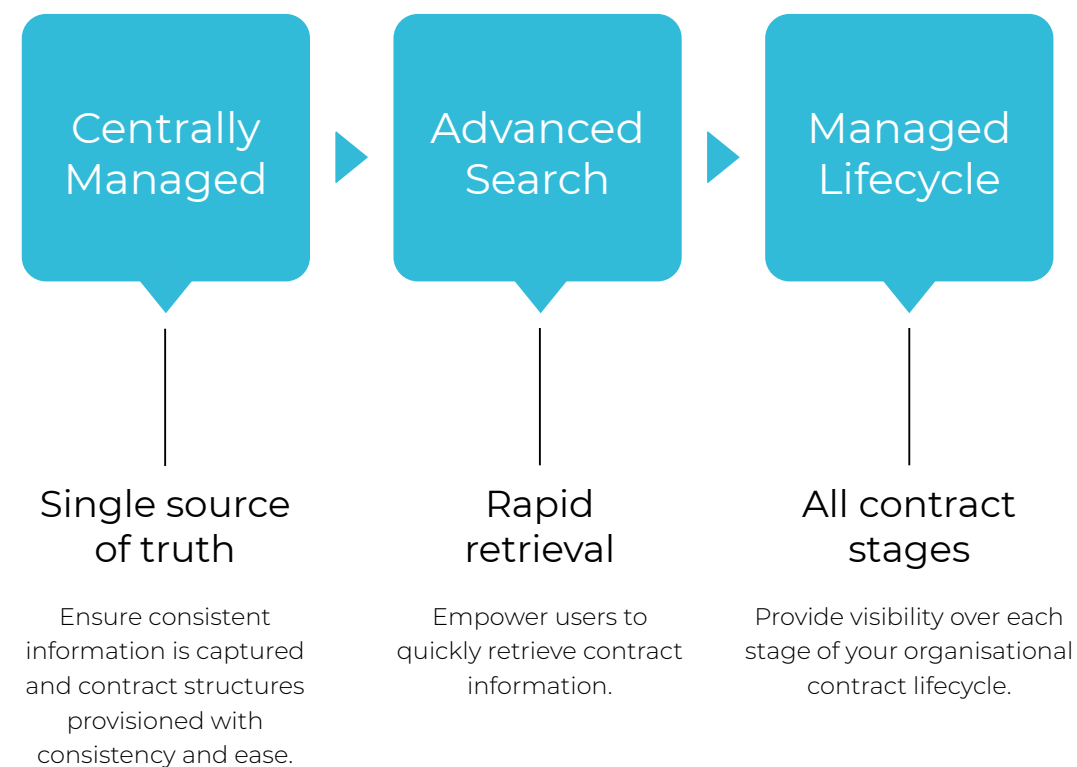 Centrally
Managed
Advanced
Search
Managed
Lifecycle
Single source
of truth
Ensure consistent
information is captured
and contract structures
provisioned with
consistency and ease.
Rapid
retrieval
Empower users to
quickly retrieve contract
information.
All contract
stages
Provide visibility over each
stage of your organisational
contract lifecycle.